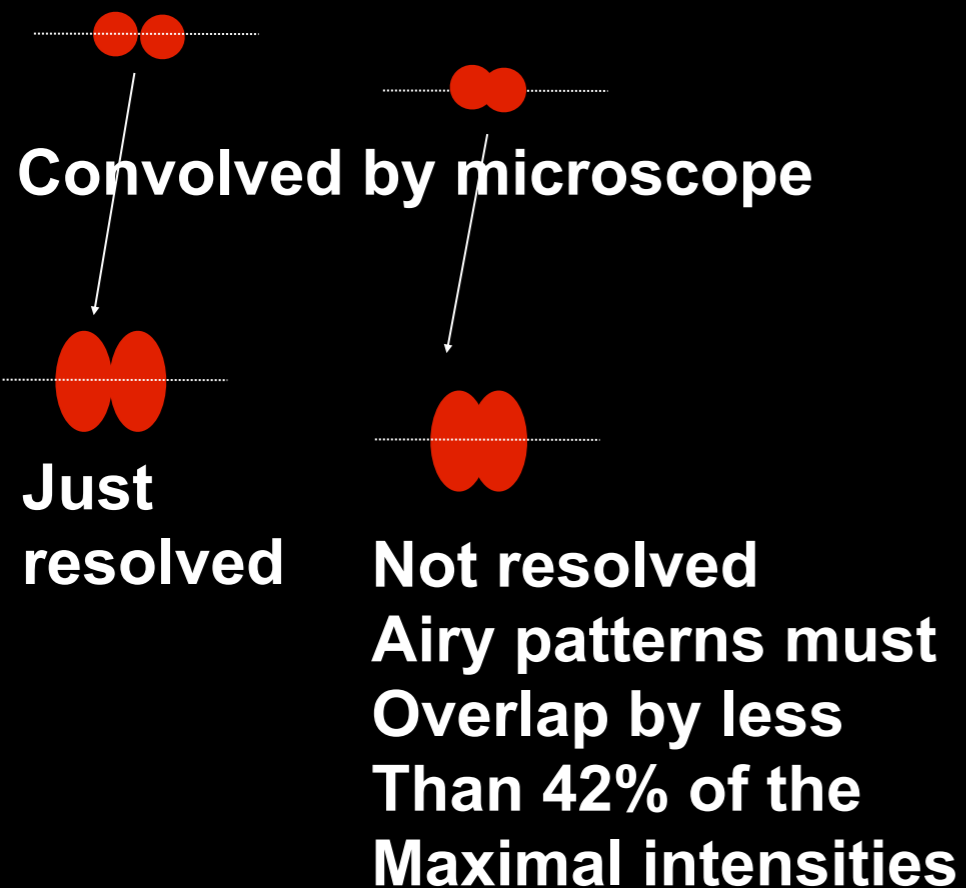 Convolved by microscope
Just
resolved
Not resolved
Airy patterns must
Overlap by less
Than 42% of the
Maximal intensities